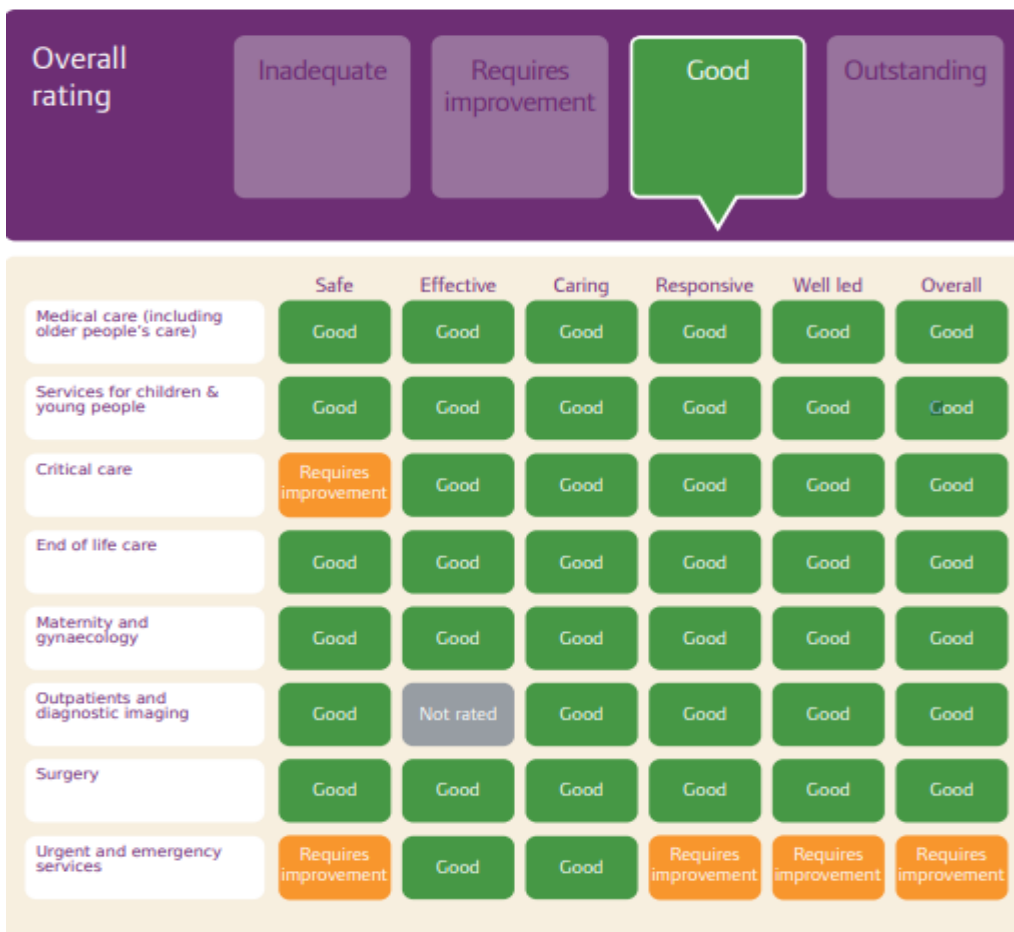 Overall
rating
Inadequate
Requires
improvement
Good
Outstanding
Safe Effective Caring Responsive Well led Overall
Medical care (including
older people's care)
Good Good Good Good Good Good
Services for children &
young people
Good Good Good Good Good Good
Critical care
Requires
improvement
Good Good Good Good Good
End of life care
Good Good Good Good Good Good
Maternity and
gynaecology
Good Good Good Good Good Good
Outpatients and
diagnostic imaging
Good Not rated Good Good Good Good
Surgery
Good Good Good Good Good Good
Urgent and emergency
services
Requires
improvement
Good Good
Requires
improvement
Requires
improvement
Requires
improvement